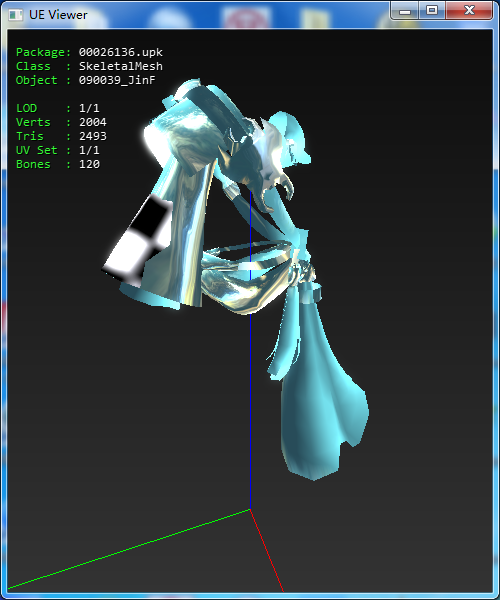 UE Viewer
Package: 00026136.upk
Class  : SkeletalMesh
Object : 090039_JinF
LOD    : 1/1
Verts  : 2004
Tris   : 2493
UV Set : 1/1
Bones  : 120